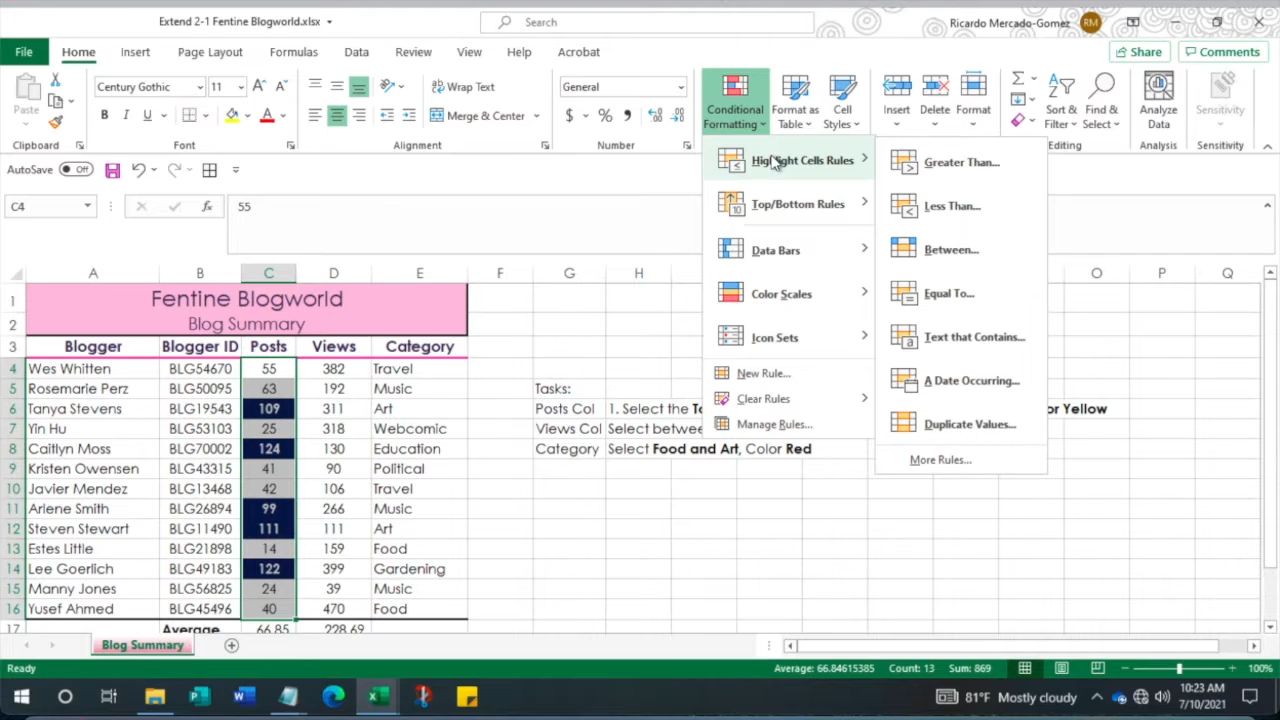 Extend 2-1 Fentine Blogworld.xlsx
Search
Ricardo Mercado-Gomez
RM
File Home Insert Page Layout Formulas Data Review View Help Acrobat
Share
Comments
Paste
Century Gothic 11
B I U
Wrap Text
Merge & Center
General
$ %
Conditional Formatting
Format as Table
Cell Styles
Insert Delete Format
Sort & Filter
Find & Select
Analyze Data
Sensitivity
Clipboard Font Alignment Number Editing Analysis Sensitivity
AutoSave Off
C4 fx 55
Highlight Cells Rules
Top/Bottom Rules
Data Bars
Color Scales
Icon Sets
New Rule...
Clear Rules
Manage Rules...
Greater Than...
Less Than...
Between...
Equal To...
Text that Contains...
A Date Occurring...
Duplicate Values...
More Rules...
A B C D E F G H O P Q
1 Fentine Blogworld
2 Blog Summary
3 Blogger Blogger ID Posts Views Category
4 Wes Whitten BLG54670 55 382 Travel
5 Rosemarie Perz BLG50095 63 192 Music Tasks:
6 Tanya Stevens BLG19543 109 311 Art Posts Col 1. Select the or Yellow
7 Yin Hu BLG53103 25 318 Webcomic Views Col Select betwee
8 Caitlyn Moss BLG70002 124 130 Education Category Select Food and Art, Color Red
9 Kristen Owensen BLG43315 41 90 Political
10 Javier Mendez BLG13468 42 106 Travel
11 Arlene Smith BLG26894 99 266 Music
12 Steven Stewart BLG11490 111 111 Art
13 Estes Little BLG21898 14 159 Food
14 Lee Goerlich BLG49183 122 399 Gardening
15 Manny Jones BLG56825 24 39 Music
16 Yusef Ahmed BLG45496 40 470 Food
17 Average 66.85 228.69
Blog Summary
Ready
Average: 66.84615385 Count: 13 Sum: 869
100%
81°F Mostly cloudy
10:23 AM
7/10/2021